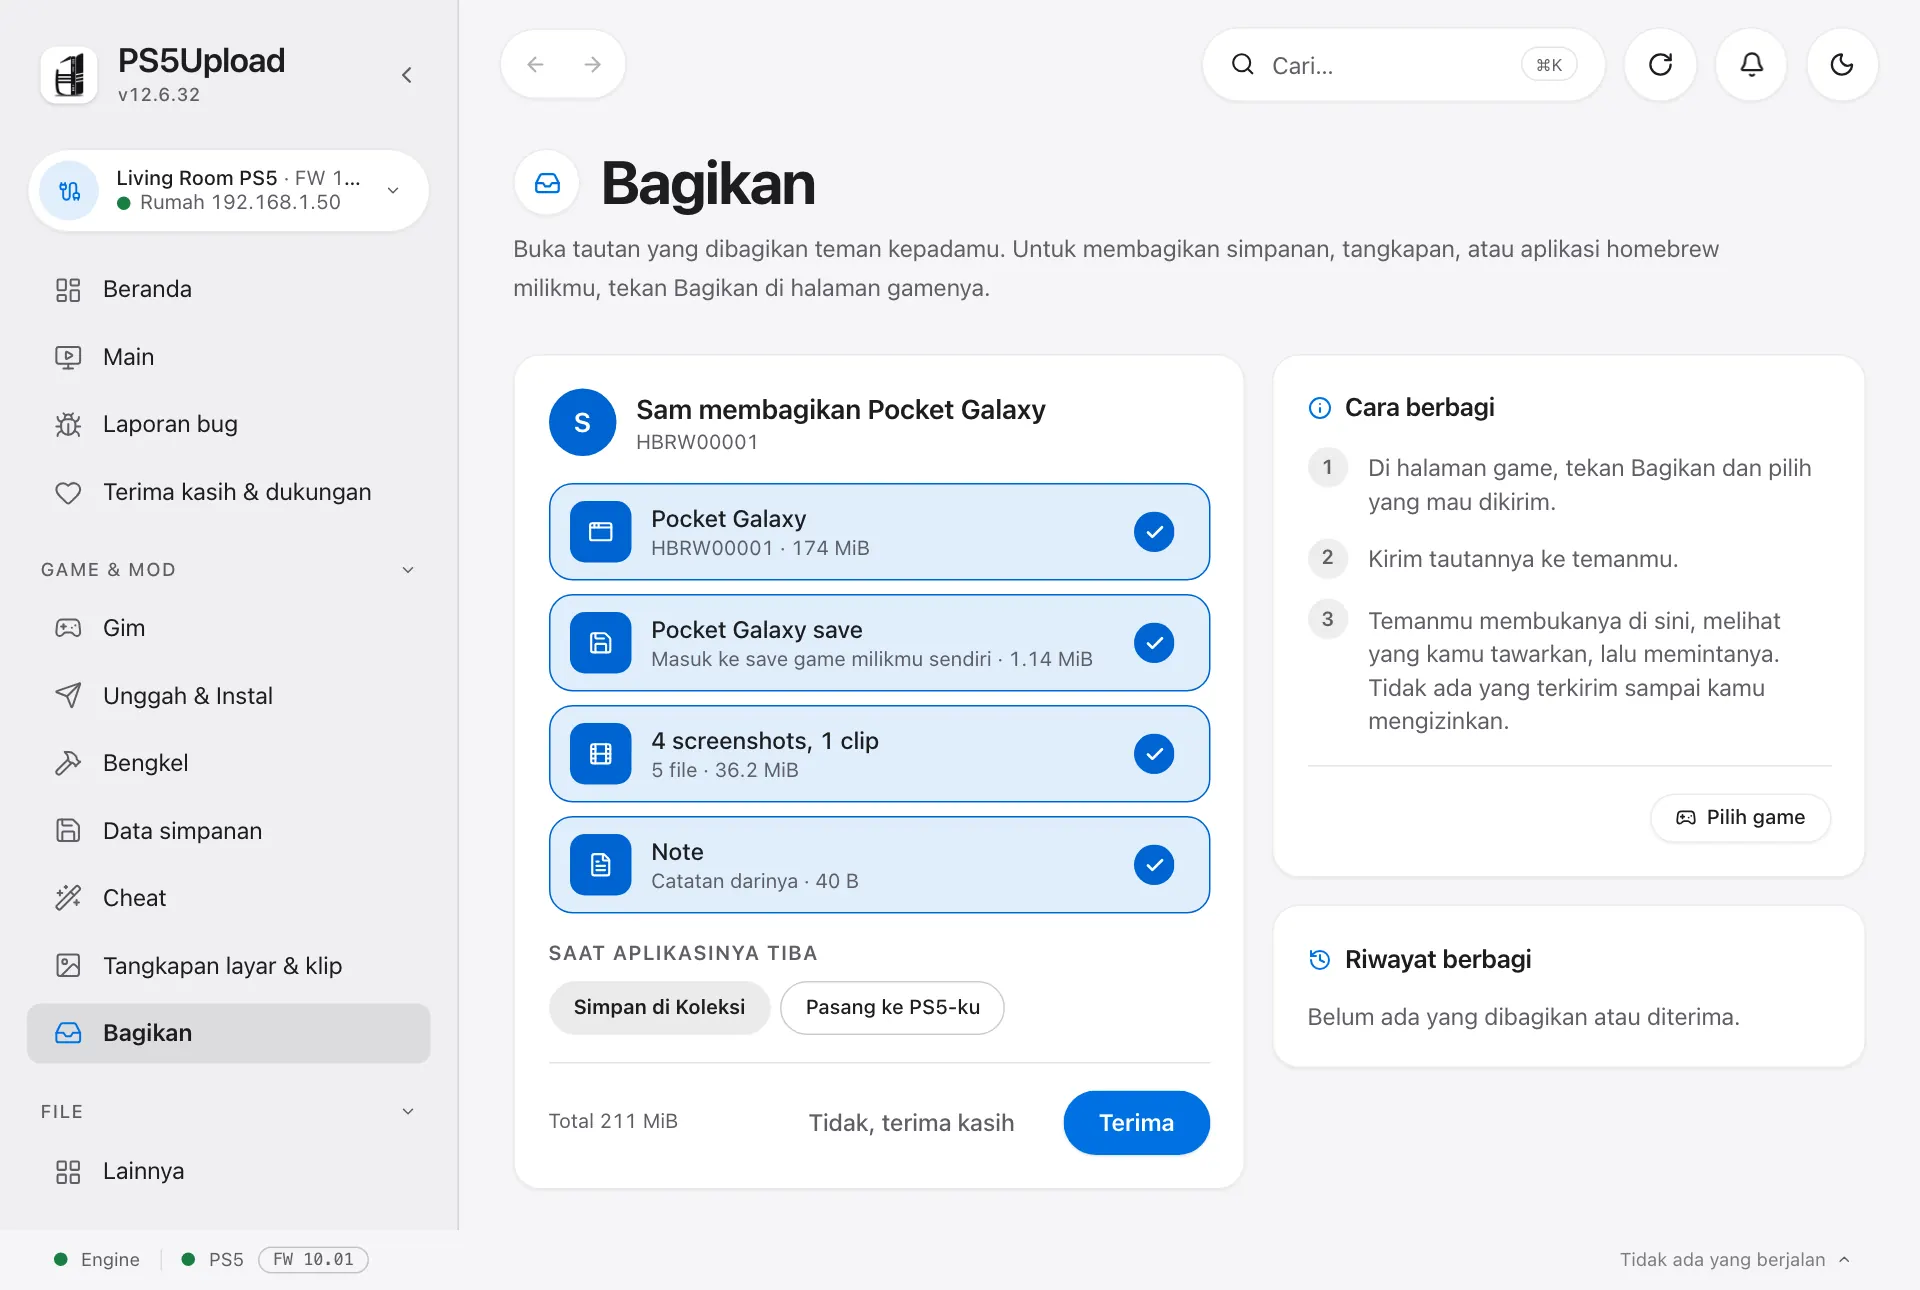 PS5Upload
v12.6.32
Living Room PS5 · FW 1...
Rumah 192.168.1.50
Beranda
Main
Laporan bug
Terima kasih & dukungan
GAME & MOD
Gim
Unggah & Instal
Bengkel
Data simpanan
Cheat
Tangkapan layar & klip
Bagikan
FILE
Lainnya
Engine
PS5
FW 10.01
Cari...
⌘K
Bagikan
Buka tautan yang dibagikan teman kepadamu. Untuk membagikan simpanan, tangkapan, atau aplikasi homebrew
milikmu, tekan Bagikan di halaman gamenya.
S
Sam membagikan Pocket Galaxy
HBRW00001
Pocket Galaxy
HBRW00001 · 174 MiB
Pocket Galaxy save
Masuk ke save game milikmu sendiri · 1.14 MiB
4 screenshots, 1 clip
5 file · 36.2 MiB
Note
Catatan darinya · 40 B
SAAT APLIKASINYA TIBA
Simpan di Koleksi
Pasang ke PS5-ku
Total 211 MiB
Tidak, terima kasih
Terima
Cara berbagi
1
Di halaman game, tekan Bagikan dan pilih
yang mau dikirim.
2
Kirim tautannya ke temanmu.
3
Temanmu membukanya di sini, melihat
yang kamu tawarkan, lalu memintanya.
Tidak ada yang terkirim sampai kamu
mengizinkan.
Pilih game
Riwayat berbagi
Belum ada yang dibagikan atau diterima.
Tidak ada yang berjalan